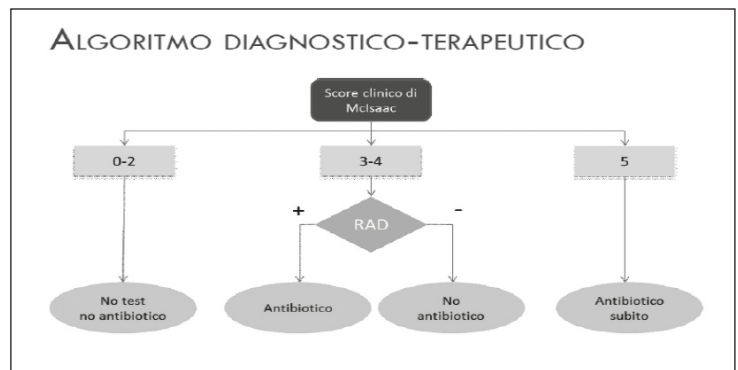 ALGORITMO DIAGNOSTICO-TERAPEUTICO
Score clinico di
McIsaac
0-2
3-4
5
+
-
RAD
No test
no antibiotico
Antibiotico
No
antibiotico
Antibiotico
subito